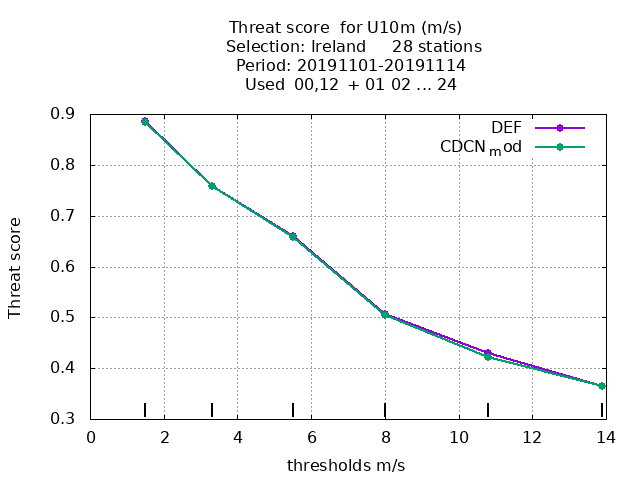 Threat score  for U10m (m/s)
Selection: Ireland     28 stations
Period: 20191101-20191114
Used  00,12  + 01 02 ... 24
DEF
CDCN_mod
Threat score
0.9
0.8
0.7
0.6
0.5
0.4
0.3
0 2 4 6 8 10 12 14
thresholds m/s